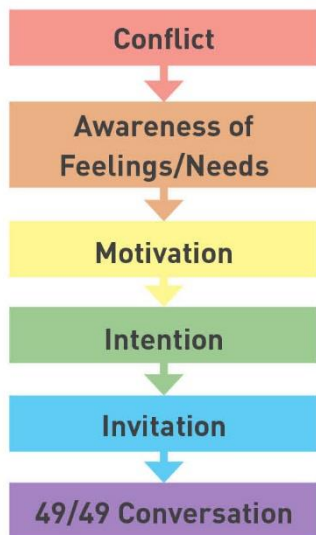 Conflict
Awareness of
Feelings/Needs
Motivation
Intention
Invitation
49/49 Conversation